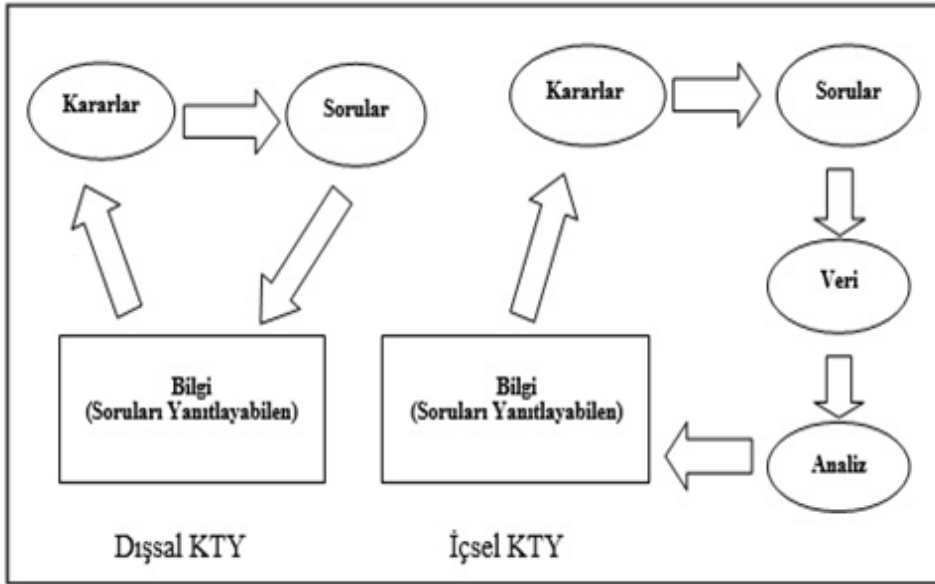 Kararlar
Sorular
Bilgi
(Soruları Yanıtlayabilen)
Dışsal KTY
Kararlar
Sorular
Veri
Analiz
Bilgi
(Soruları Yanıtlayabilen)
İçsel KTY